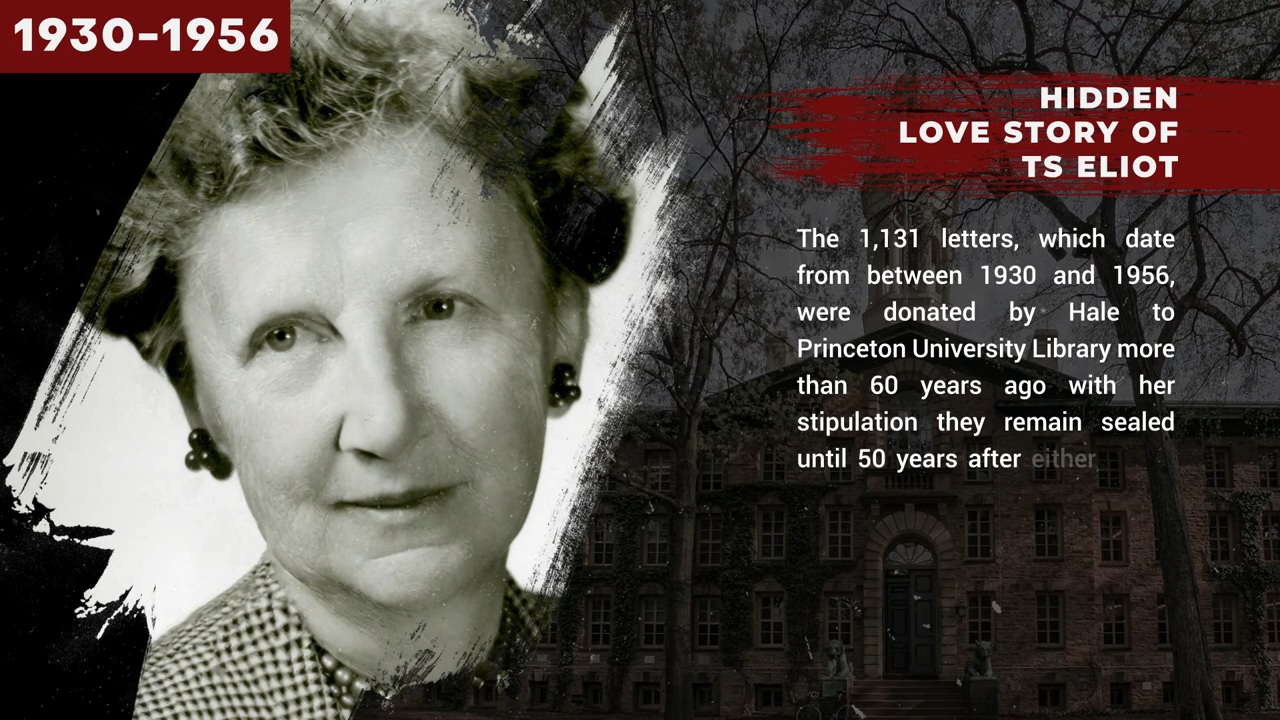 1930-1956
HIDDEN
LOVE STORY OF
TS ELIOT
The 1,131 letters, which date
from between 1930 and 1956,
were donated by Hale to
Princeton University Library more
than 60 years ago with her
stipulation they remain sealed
until 50 years after either